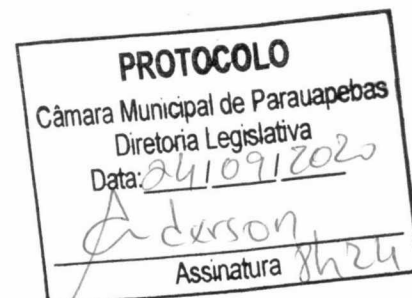 PROTOCOLO
Câmara Municipal de Parauapebas
Diretoria Legislativa
Data: 24/09/2020
Anderson
Assinatura 8h24